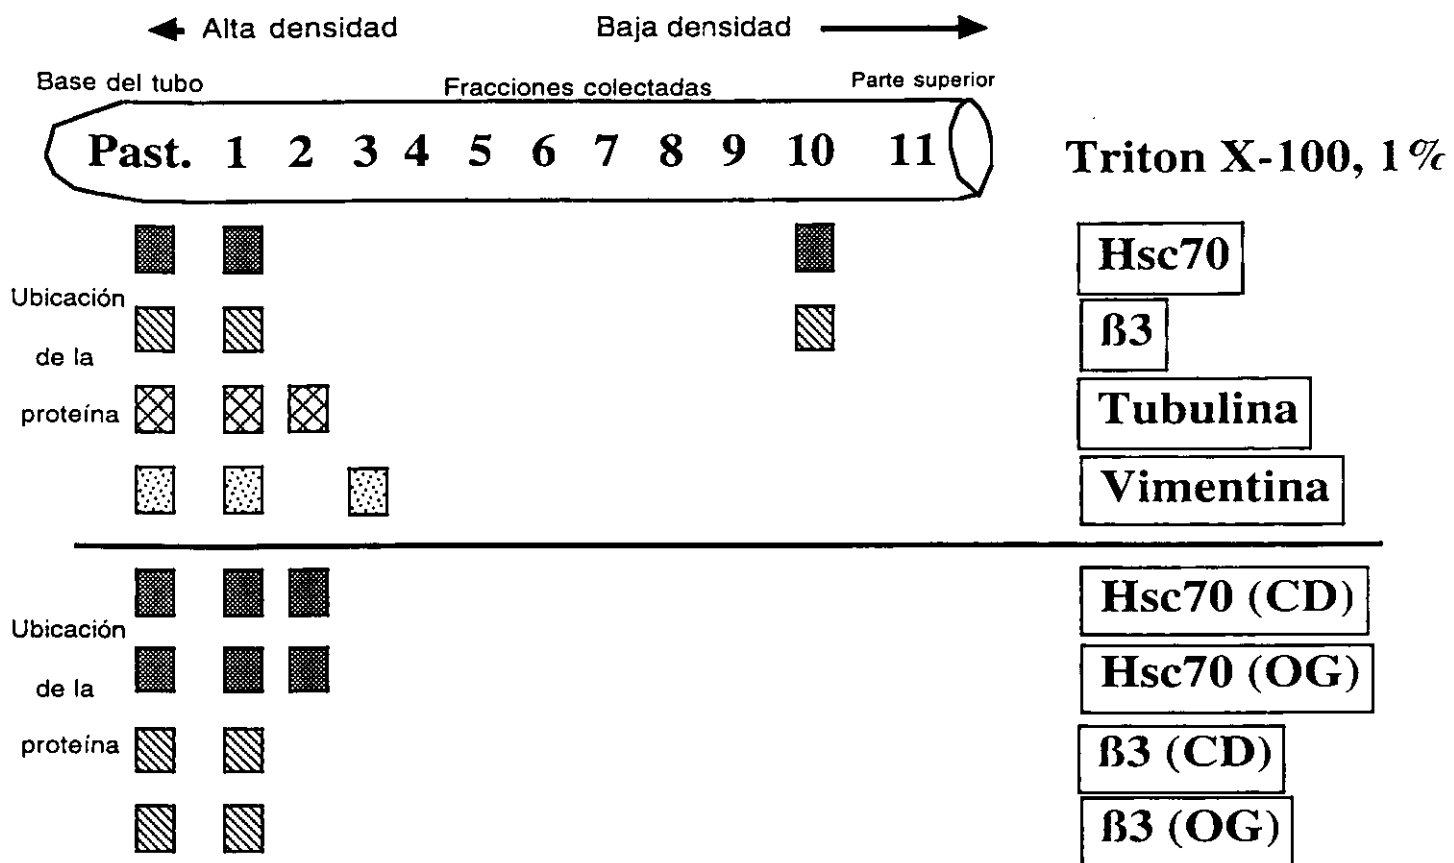 Alta densidad Baja densidad
Base del tubo Fracciones colectadas Parte superior
Past. 1 2 3 4 5 6 7 8 9 10 11 Triton X-100, 1%
Hsc70
Ubicación
ß3
de la
proteína
Tubulina
Vimentina
Hsc70 (CD)
Ubicación
Hsc70 (OG)
de la
proteína
ß3 (CD)
ß3 (OG)